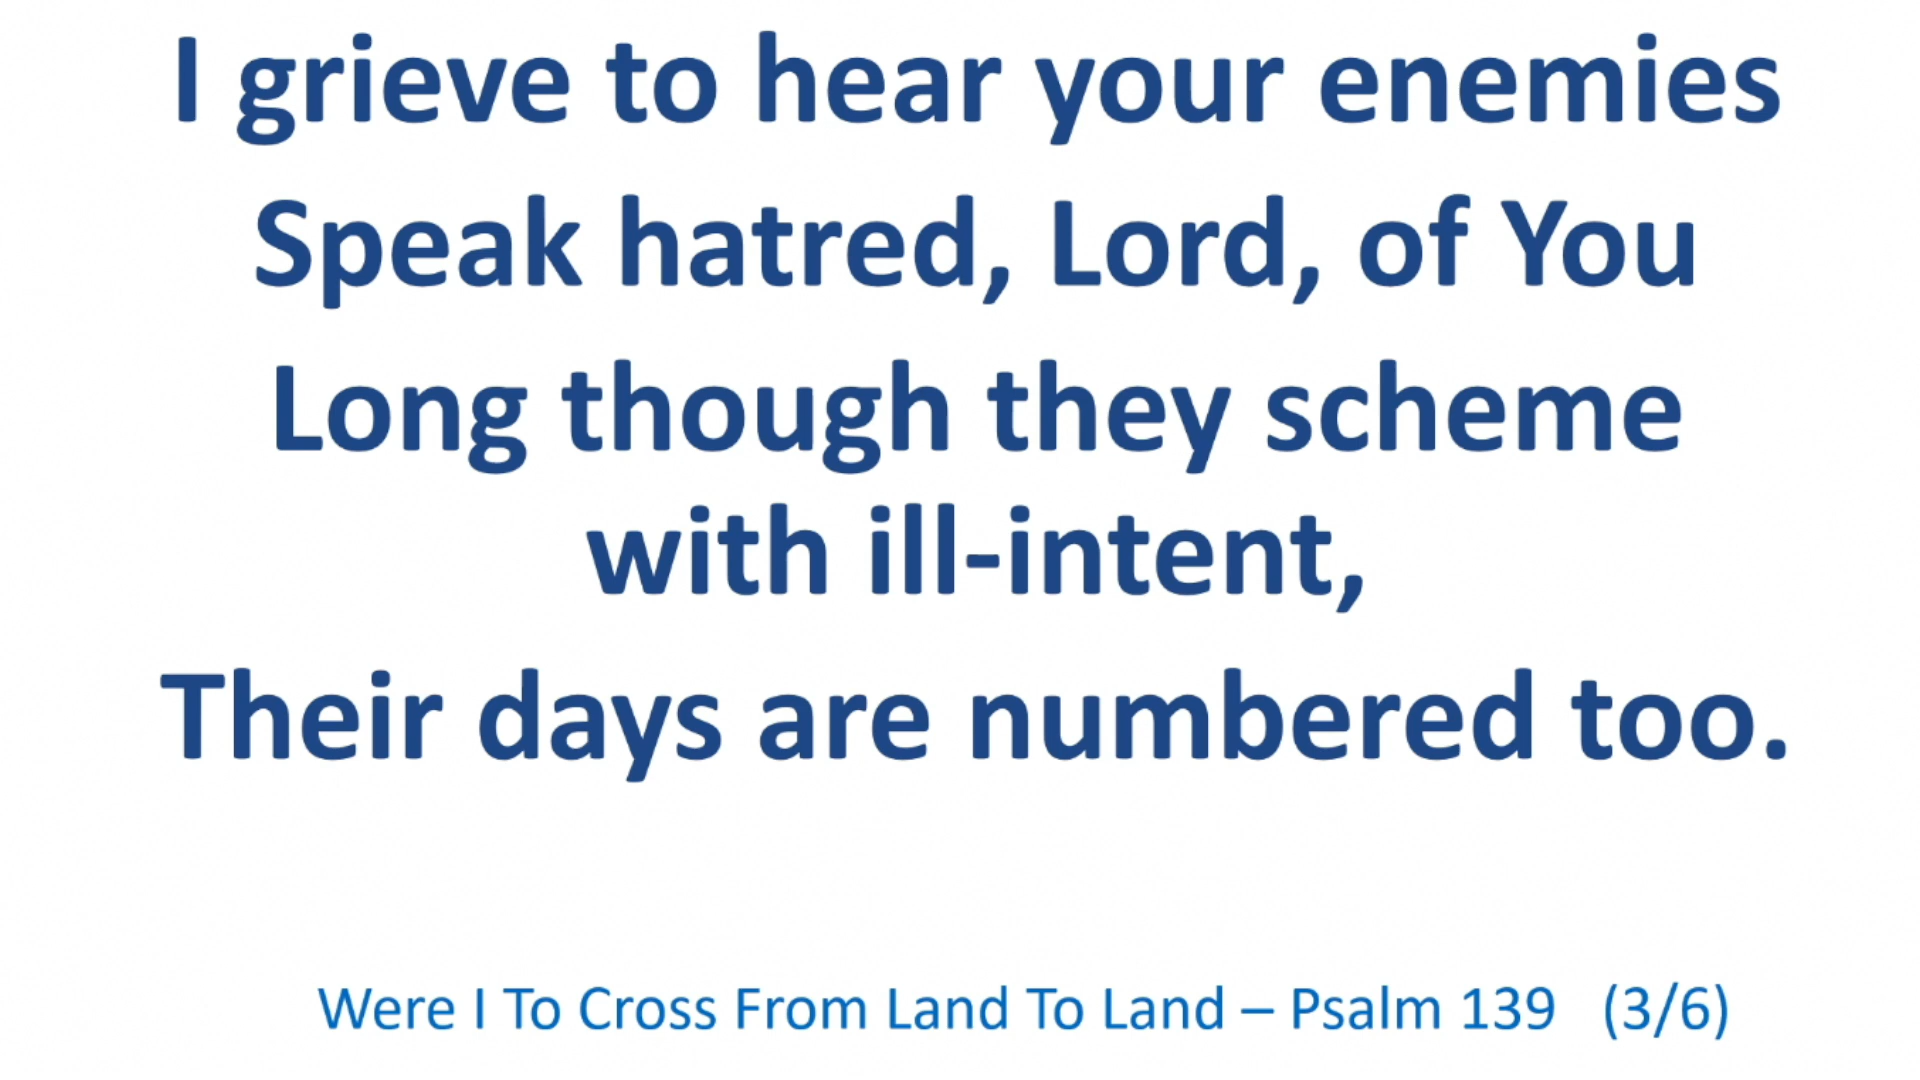 I grieve to hear your enemies
Speak hatred, Lord, of You
Long though they scheme
with ill-intent,
Their days are numbered too.
Were I To Cross From Land To Land – Psalm 139 (3/6)